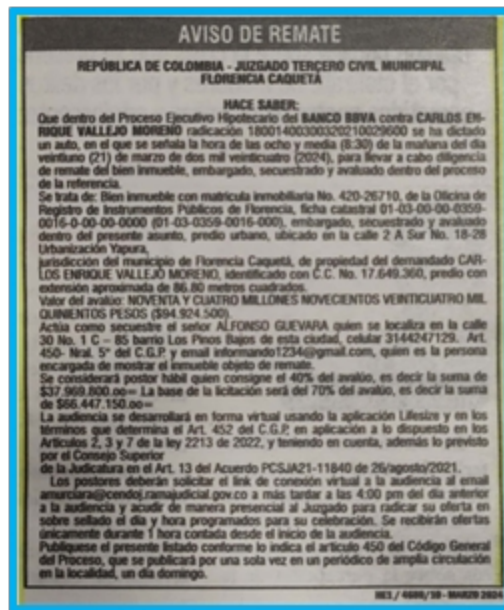 AVISO DE REMATE
REPÚBLICA DE COLOMBIA - JUZGADO TERCERO CIVIL MUNICIPAL
FLORENCIA CAQUETÁ
HACE SABER:
Que dentro del Proceso Ejecutivo Hipotecario del BANCO BBVA contra CARLOS EN-
RIQUE VALLEJO MORENO radicación 18001400300320210029600 se ha dictado
un auto, en el que se señala la hora de las ocho y media (8:30) de la mañana del día
veintiuno (21) de marzo de dos mil veinticuatro (2024), para llevar a cabo diligencia
de remate del bien inmueble, embargado, secuestrado y avaluado dentro del proceso
de la referencia.
Se trata de: Bien inmueble con matricula inmobiliaria No. 420-26710, de la Oficina de
Registro de Instrumentos Públicos de Florencia, ficha catastral 01-03-00-00-0359-
0016-0-00-00-0000 (01-03-0359-0016-000), embargado, secuestrado y avaluado
dentro del presente asunto, predio urbano, ubicado en la calle 2 A Sur No. 18-28
Urbanización Yapura,
jurisdicción del municipio de Florencia Caquetá, de propiedad del demandado CAR-
LOS ENRIQUE VALLEJO MORENO, identificado con C.C. No. 17.649.360, predio con
extensión aproximada de 86.80 metros cuadrados.
Valor del avalúo: NOVENTA Y CUATRO MILLONES NOVECIENTOS VEINTICUATRO MIL
QUINIENTOS PESOS ($94.924.500).
Actúa como secuestre el señor ALFONSO GUEVARA quien se localiza en la calle
30 No. 1 C – 85 barrio Los Pinos Bajos de esta ciudad, celular 3144247129. Art.
450- Nral. 5° del C.G.P. y email informando1234@gmail.com, quien es la persona
encargada de mostrar el inmueble objeto de remate.
Se considerará postor hábil quien consigne el 40% del avalúo, es decir la suma de
$37.969.800.oo= La base de la licitación será del 70% del avalúo, es decir la suma
de $66.447.150.oo=
La audiencia se desarrollará en forma virtual usando la aplicación Lifesize y en los
términos que determina el Art. 452 del C.G.P, en aplicación a lo dispuesto en los
Artículos 2, 3 y 7 de la ley 2213 de 2022, y teniendo en cuenta, además lo previsto
por el Consejo Superior
de la Judicatura en el Art. 13 del Acuerdo PCSJA21-11840 de 26/agosto/2021.
Los postores deberán solicitar el link de conexión virtual a la audiencia al email
amurciara@cendoj.ramajudicial.gov.co a más tardar a las 4:00 pm del día anterior
a la audiencia y acudir de manera presencial al Juzgado para radicar su oferta en
sobre sellado el día y hora programados para su celebración. Se recibirán ofertas
únicamente durante 1 hora contada desde el inicio de la audiencia.
Publíquese el presente listado conforme lo indica el artículo 450 del Código General
del Proceso, que se publicará por una sola vez en un periódico de amplia circulación
en la localidad, un día domingo.
MARZO